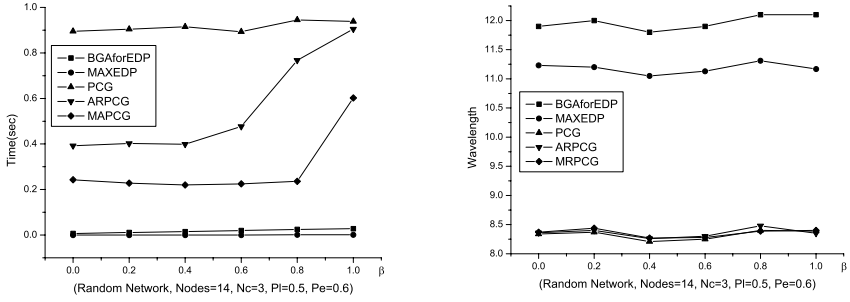 1.0
0.8
0.6
0.4
0.2
0.0
Time(sec)
BGAforEDP
MAXEDP
PCG
ARPCG
MAPCG
0.0 0.2 0.4 0.6 0.8 1.0 β
(Random Network, Nodes=14, Nc=3, Pl=0.5, Pe=0.6)
12.0
11.5
11.0
10.5
10.0
9.5
9.0
8.5
8.0
Wavelength
BGAforEDP
MAXEDP
PCG
ARPCG
MRPCG
0.0 0.2 0.4 0.6 0.8 1.0 β
(Random Network, Nodes=14, Nc=3, Pl=0.5, Pe=0.6)